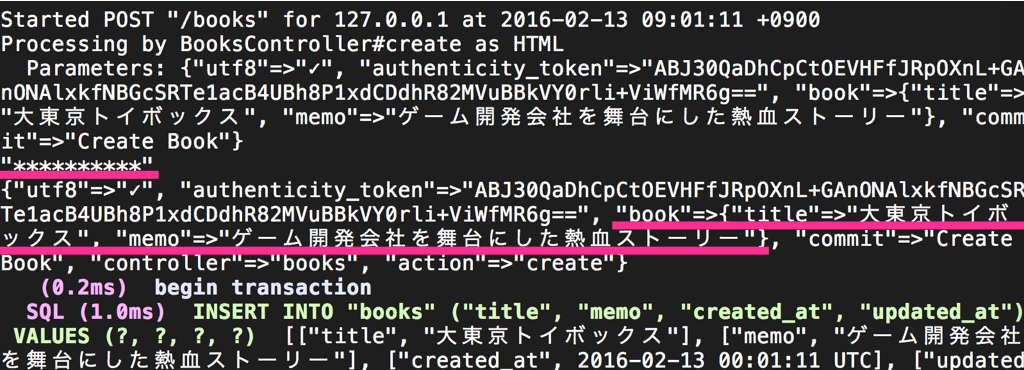 Started POST "/books" for 127.0.0.1 at 2016-02-13 09:01:11 +0900
Processing by BooksController#create as HTML
  Parameters: {"utf8"=>"✓", "authenticity_token"=>"ABJ30QaDhCpCtOEVHFfJRpOXnL+GA
nONAlxkfNBGcSRTe1acB4UBh8P1xdCDdhR82MVuBBkVY0rli+ViWfMR6g==", "book"=>{"title"=>
"大東京トイボックス", "memo"=>"ゲーム開発会社を舞台にした熱血ストーリー"}, "comm
it"=>"Create Book"}
"**********"
{"utf8"=>"✓", "authenticity_token"=>"ABJ30QaDhCpCtOEVHFfJRpOXnL+GAnONAlxkfNBGcSR
Te1acB4UBh8P1xdCDdhR82MVuBBkVY0rli+ViWfMR6g==", "book"=>{"title"=>"大東京トイボ
ックス", "memo"=>"ゲーム開発会社を舞台にした熱血ストーリー"}, "commit"=>"Create 
Book", "controller"=>"books", "action"=>"create"}
   (0.2ms)  begin transaction
  SQL (1.0ms)  INSERT INTO "books" ("title", "memo", "created_at", "updated_at")
 VALUES (?, ?, ?, ?)  [["title", "大東京トイボックス"], ["memo", "ゲーム開発会社
を舞台にした熱血ストーリー"], ["created_at", 2016-02-13 00:01:11 UTC], ["updated